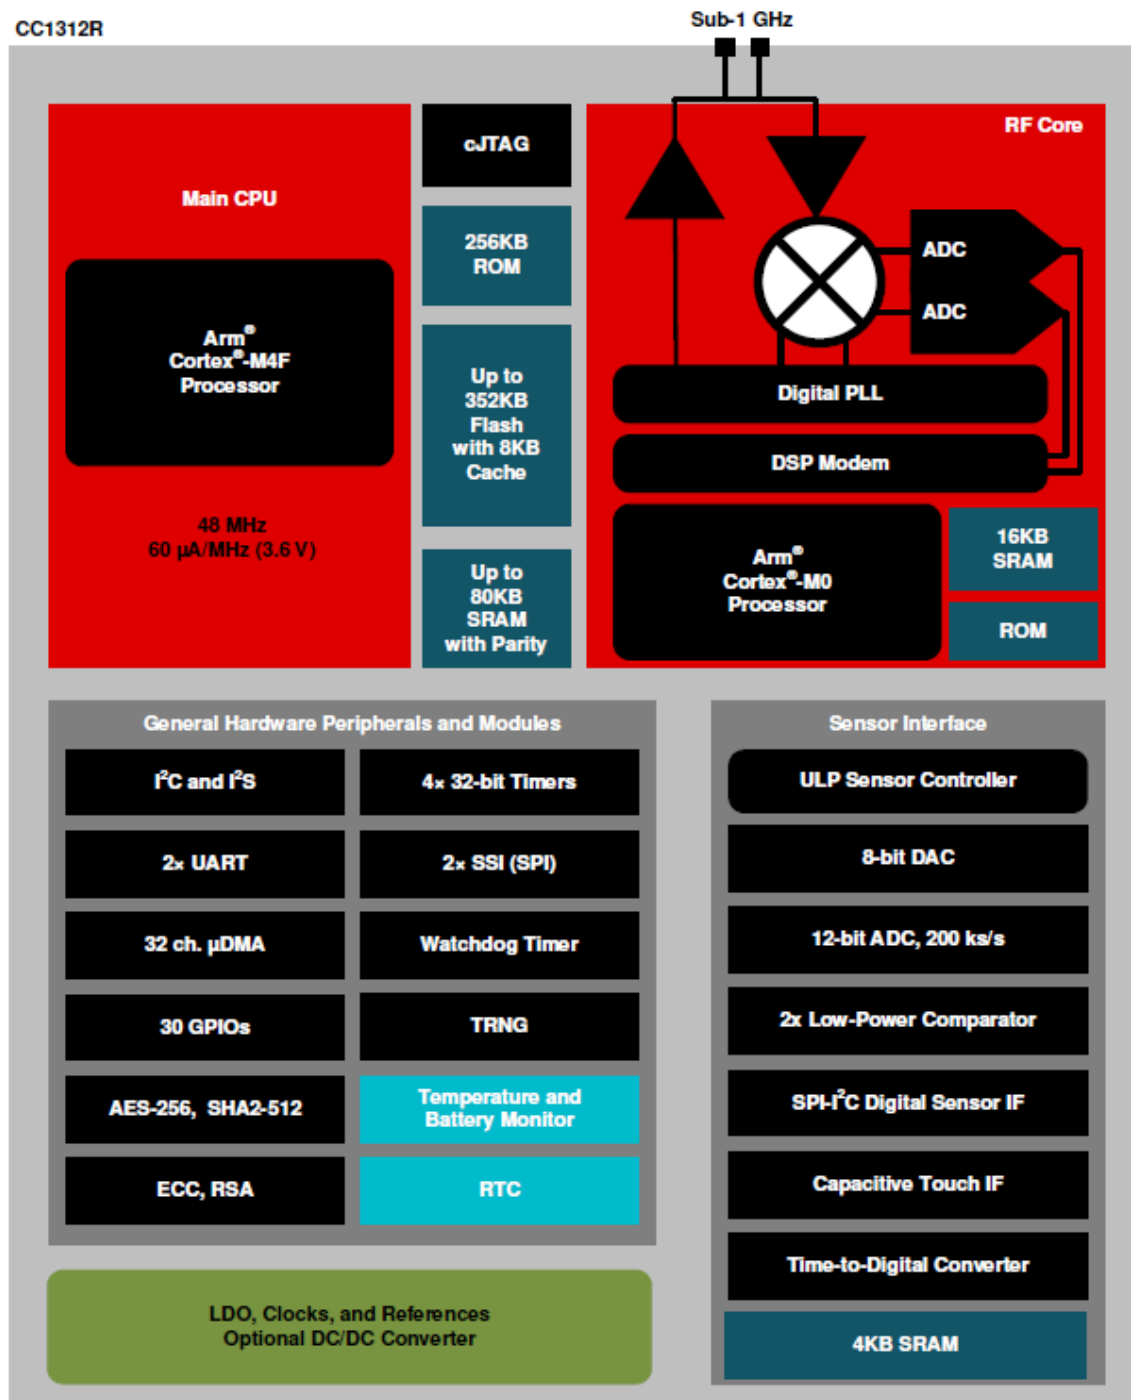 CC1312R
Sub-1 GHz
Main CPU
Arm®
Cortex®-M4F
Processor
48 MHz
60 µA/MHz (3.6 V)
cJTAG
256KB
ROM
Up to
352KB
Flash
with 8KB
Cache
Up to
80KB
SRAM
with Parity
RF Core
ADC
ADC
Digital PLL
DSP Modem
Arm®
Cortex®-M0
Processor
16KB
SRAM
ROM
General Hardware Peripherals and Modules
I²C and I²S
4× 32-bit Timers
2× UART
2× SSI (SPI)
32 ch. µDMA
Watchdog Timer
30 GPIOs
TRNG
AES-256, SHA2-512
Temperature and
Battery Monitor
ECC, RSA
RTC
LDO, Clocks, and References
Optional DC/DC Converter
Sensor Interface
ULP Sensor Controller
8-bit DAC
12-bit ADC, 200 ks/s
2x Low-Power Comparator
SPI-I²C Digital Sensor IF
Capacitive Touch IF
Time-to-Digital Converter
4KB SRAM